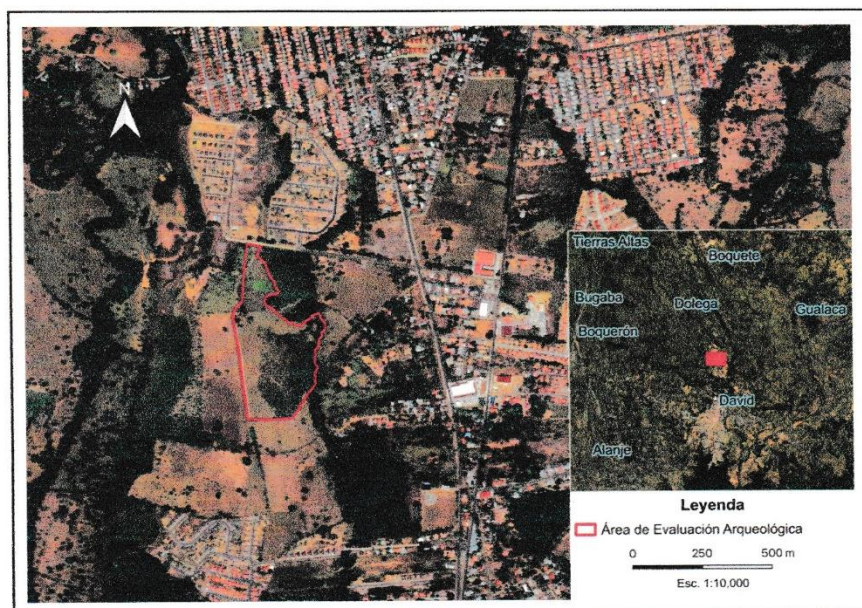 N
Tierras Altas
Boquete
Bugaba
Dolega
Gualaca
Boquerón
David
Alanje
Leyenda
Área de Evaluación Arqueológica
0 250 500 m
Esc. 1:10,000